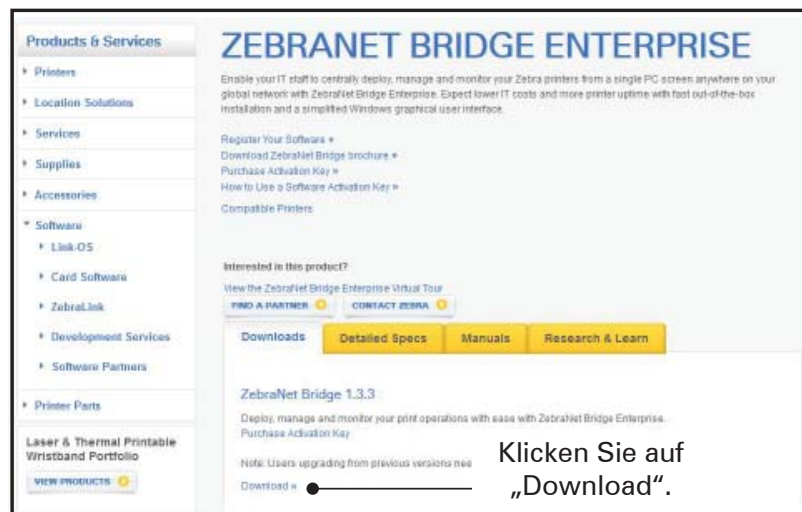 Products & Services
Printers
Location Solutions
Services
Supplies
Accessories
Software
Link-OS
Card Software
ZebraLink
Development Services
Software Partners
Printer Parts
Laser & Thermal Printable
Wristband Portfolio
VIEW PRODUCTS
ZEBRANET BRIDGE ENTERPRISE
Enable your IT staff to centrally deploy, manage and monitor your Zebra printers from a single PC screen anywhere on your
global network with ZebraNet Bridge Enterprise. Expect lower IT costs and more printer uptime with fast out-of-the-box
installation and a simplified Windows graphical user interface.
Register Your Software »
Download ZebraNet Bridge brochure »
Purchase Activation Key »
How to Use a Software Activation Key »
Compatible Printers
Interested in this product?
View the ZebraNet Bridge Enterprise Virtual Tour
FIND A PARTNER
CONTACT ZEBRA
Downloads
Detailed Specs
Manuals
Research & Learn
ZebraNet Bridge 1.3.3
Deploy, manage and monitor your print operations with ease with ZebraNet Bridge Enterprise.
Purchase Activation Key
Note: Users upgrading from previous versions nee
Download »
Klicken Sie auf
„Download“.